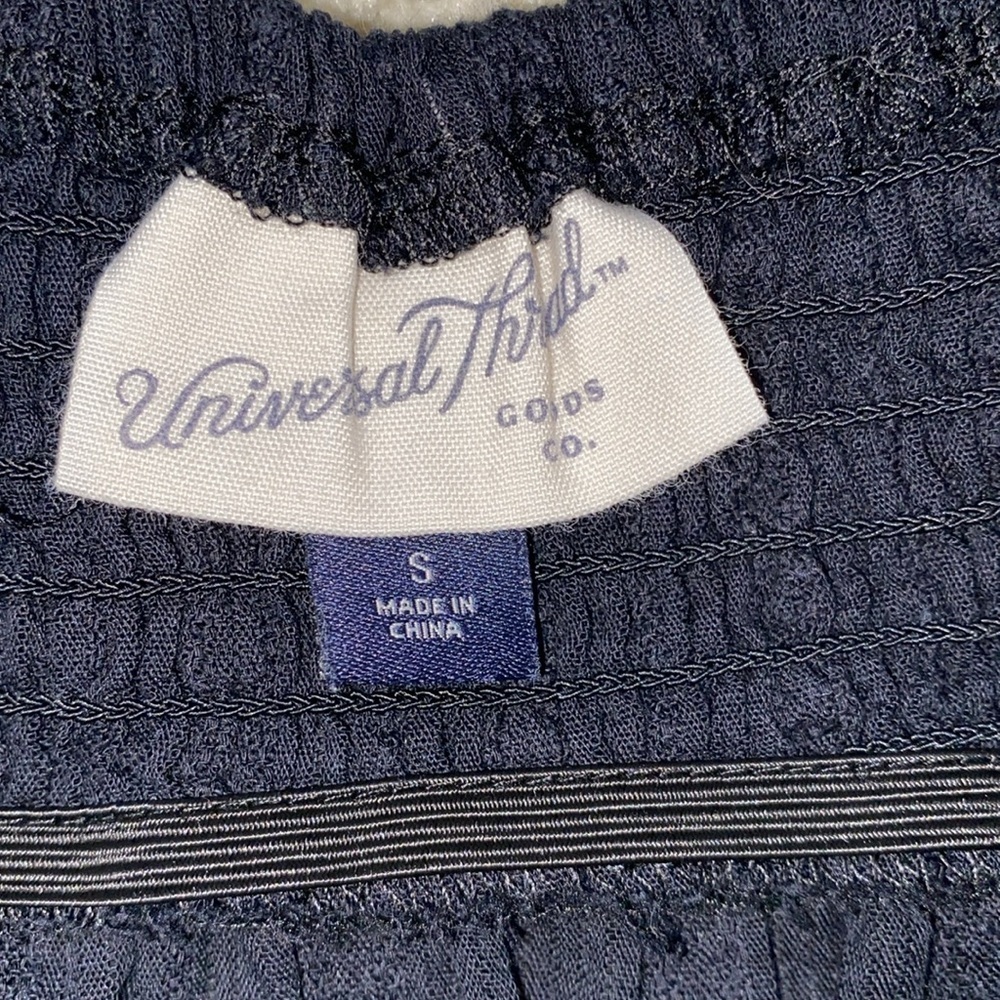 Universal Thread™
GOODS
CO.
S
MADE IN
CHINA